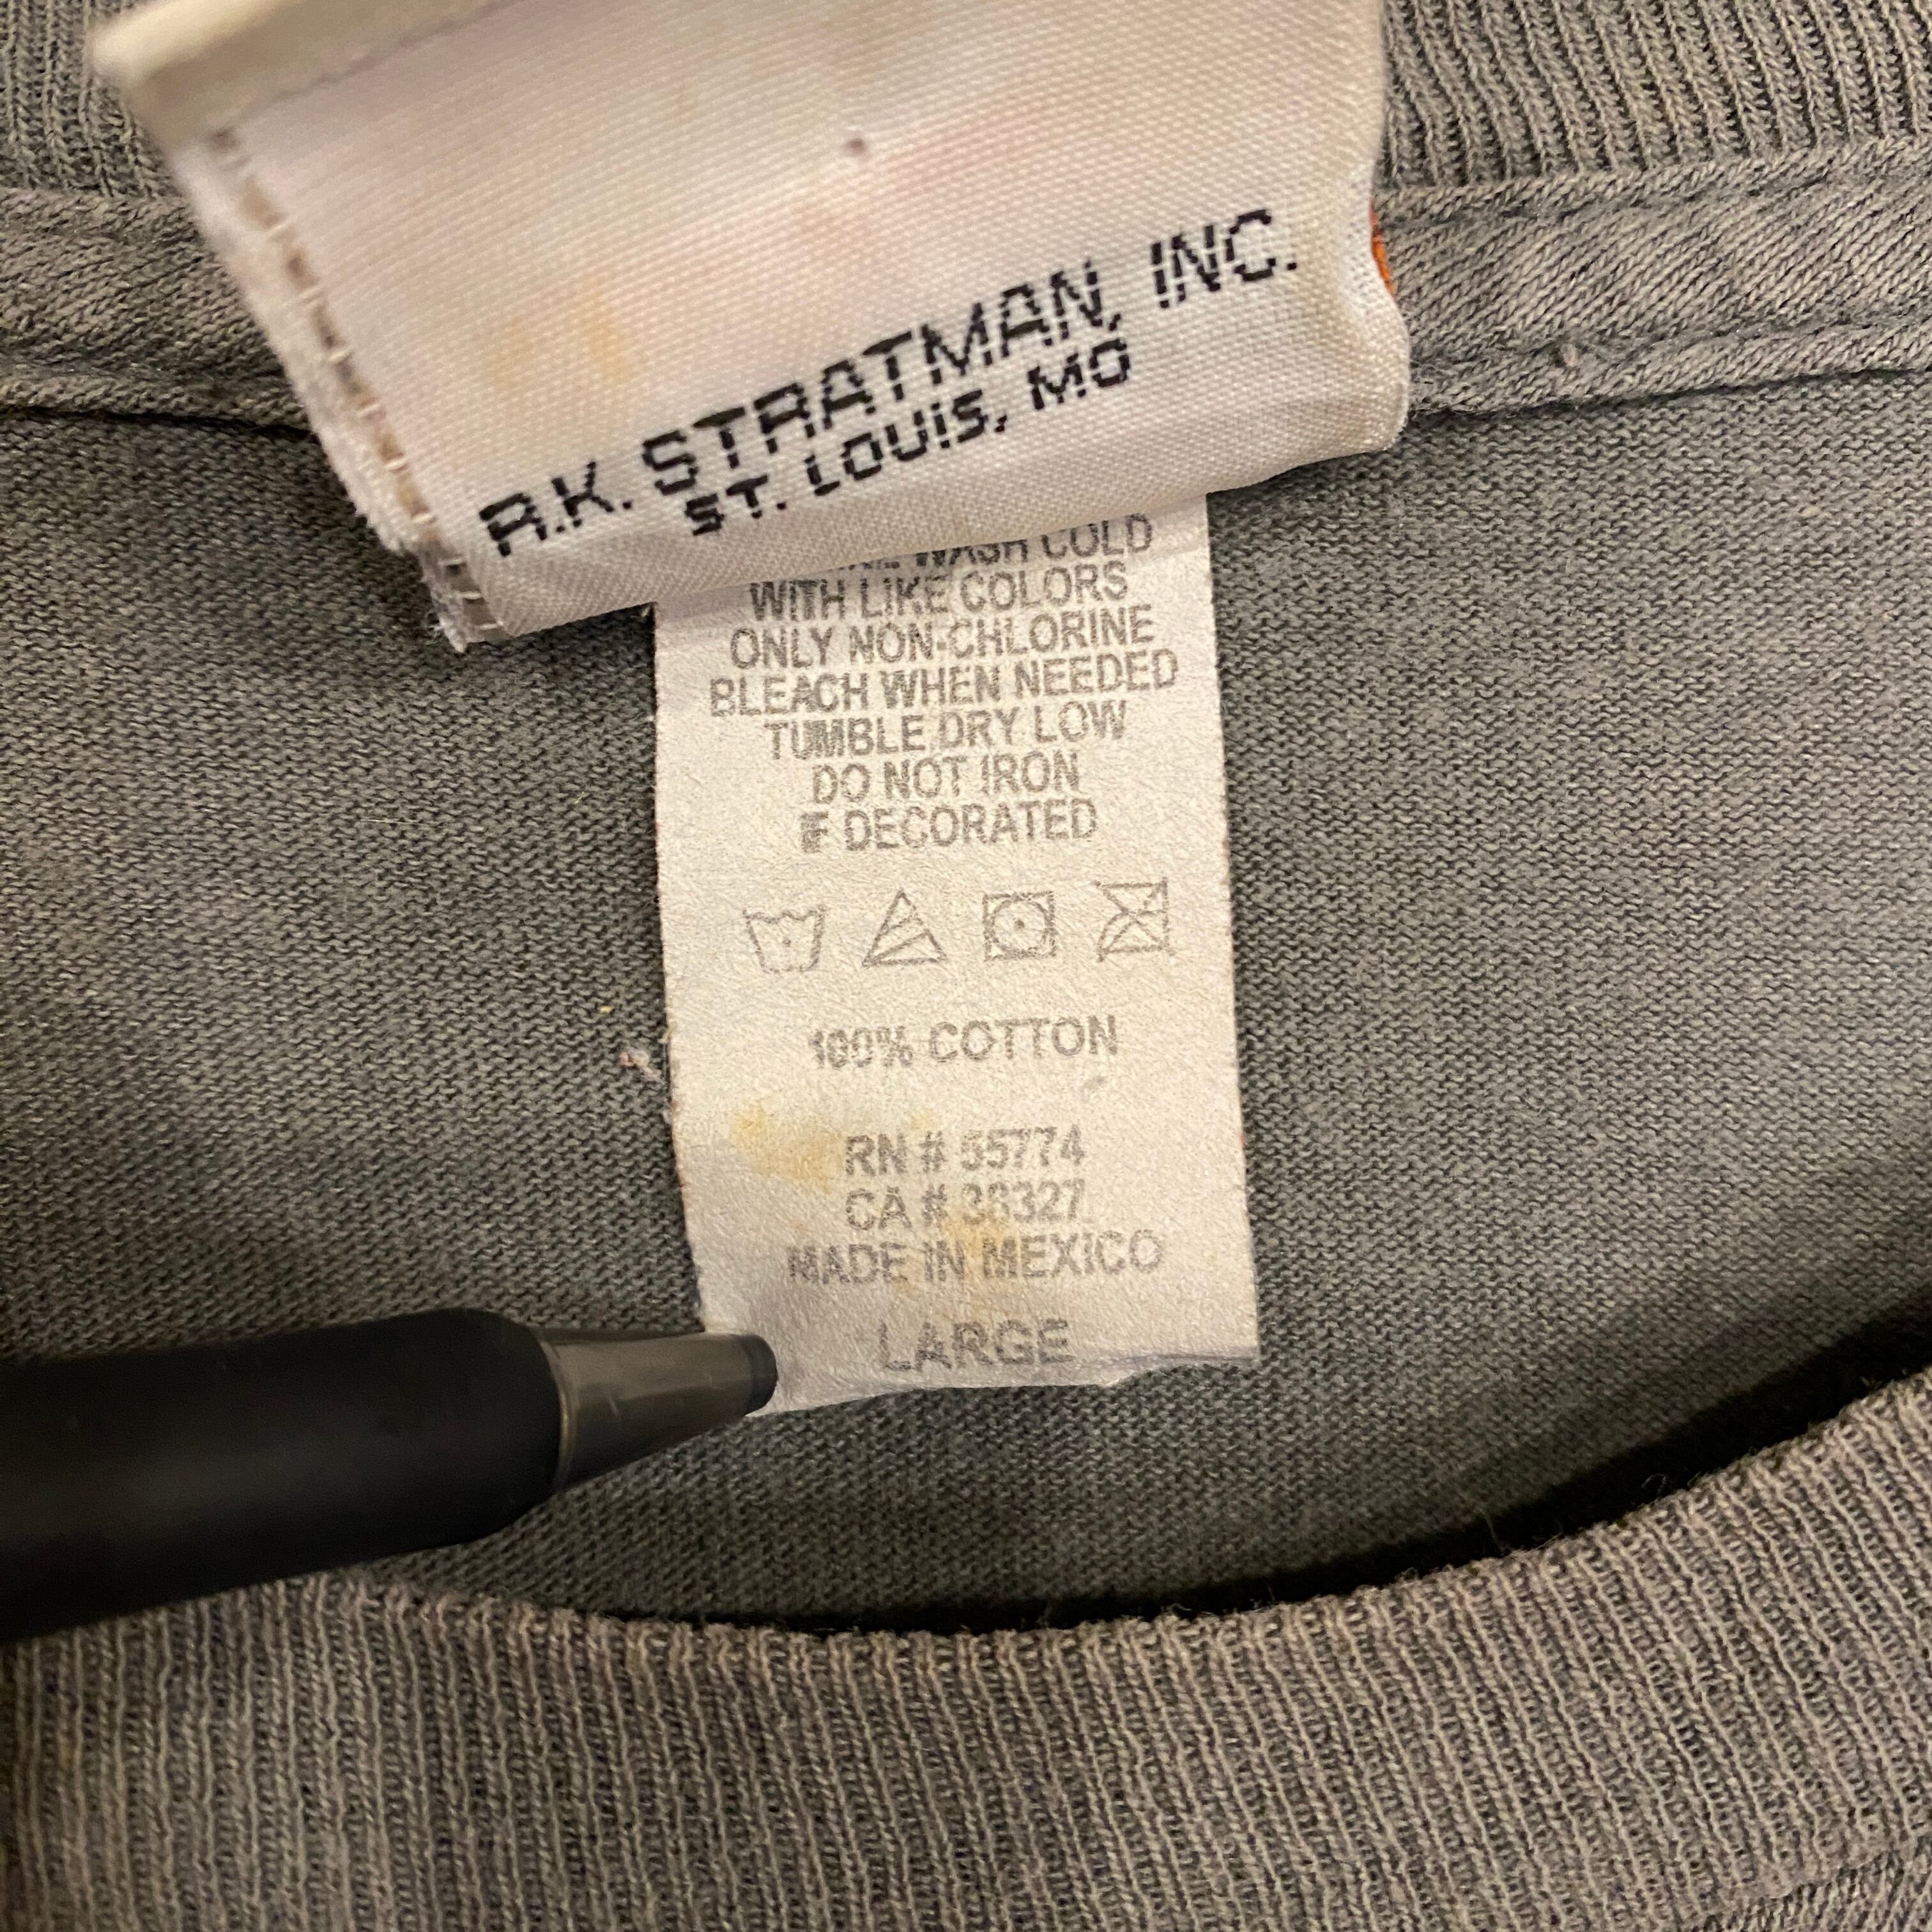 R.K. STRATMAN, INC.
ST. LOUIS, MO
WASH COLD
WITH LIKE COLORS
ONLY NON-CHLORINE
BLEACH WHEN NEEDED
TUMBLE DRY LOW
DO NOT IRON
IF DECORATED
100% COTTON
RN # 55774
CA # 36327
MADE IN MEXICO
LARGE